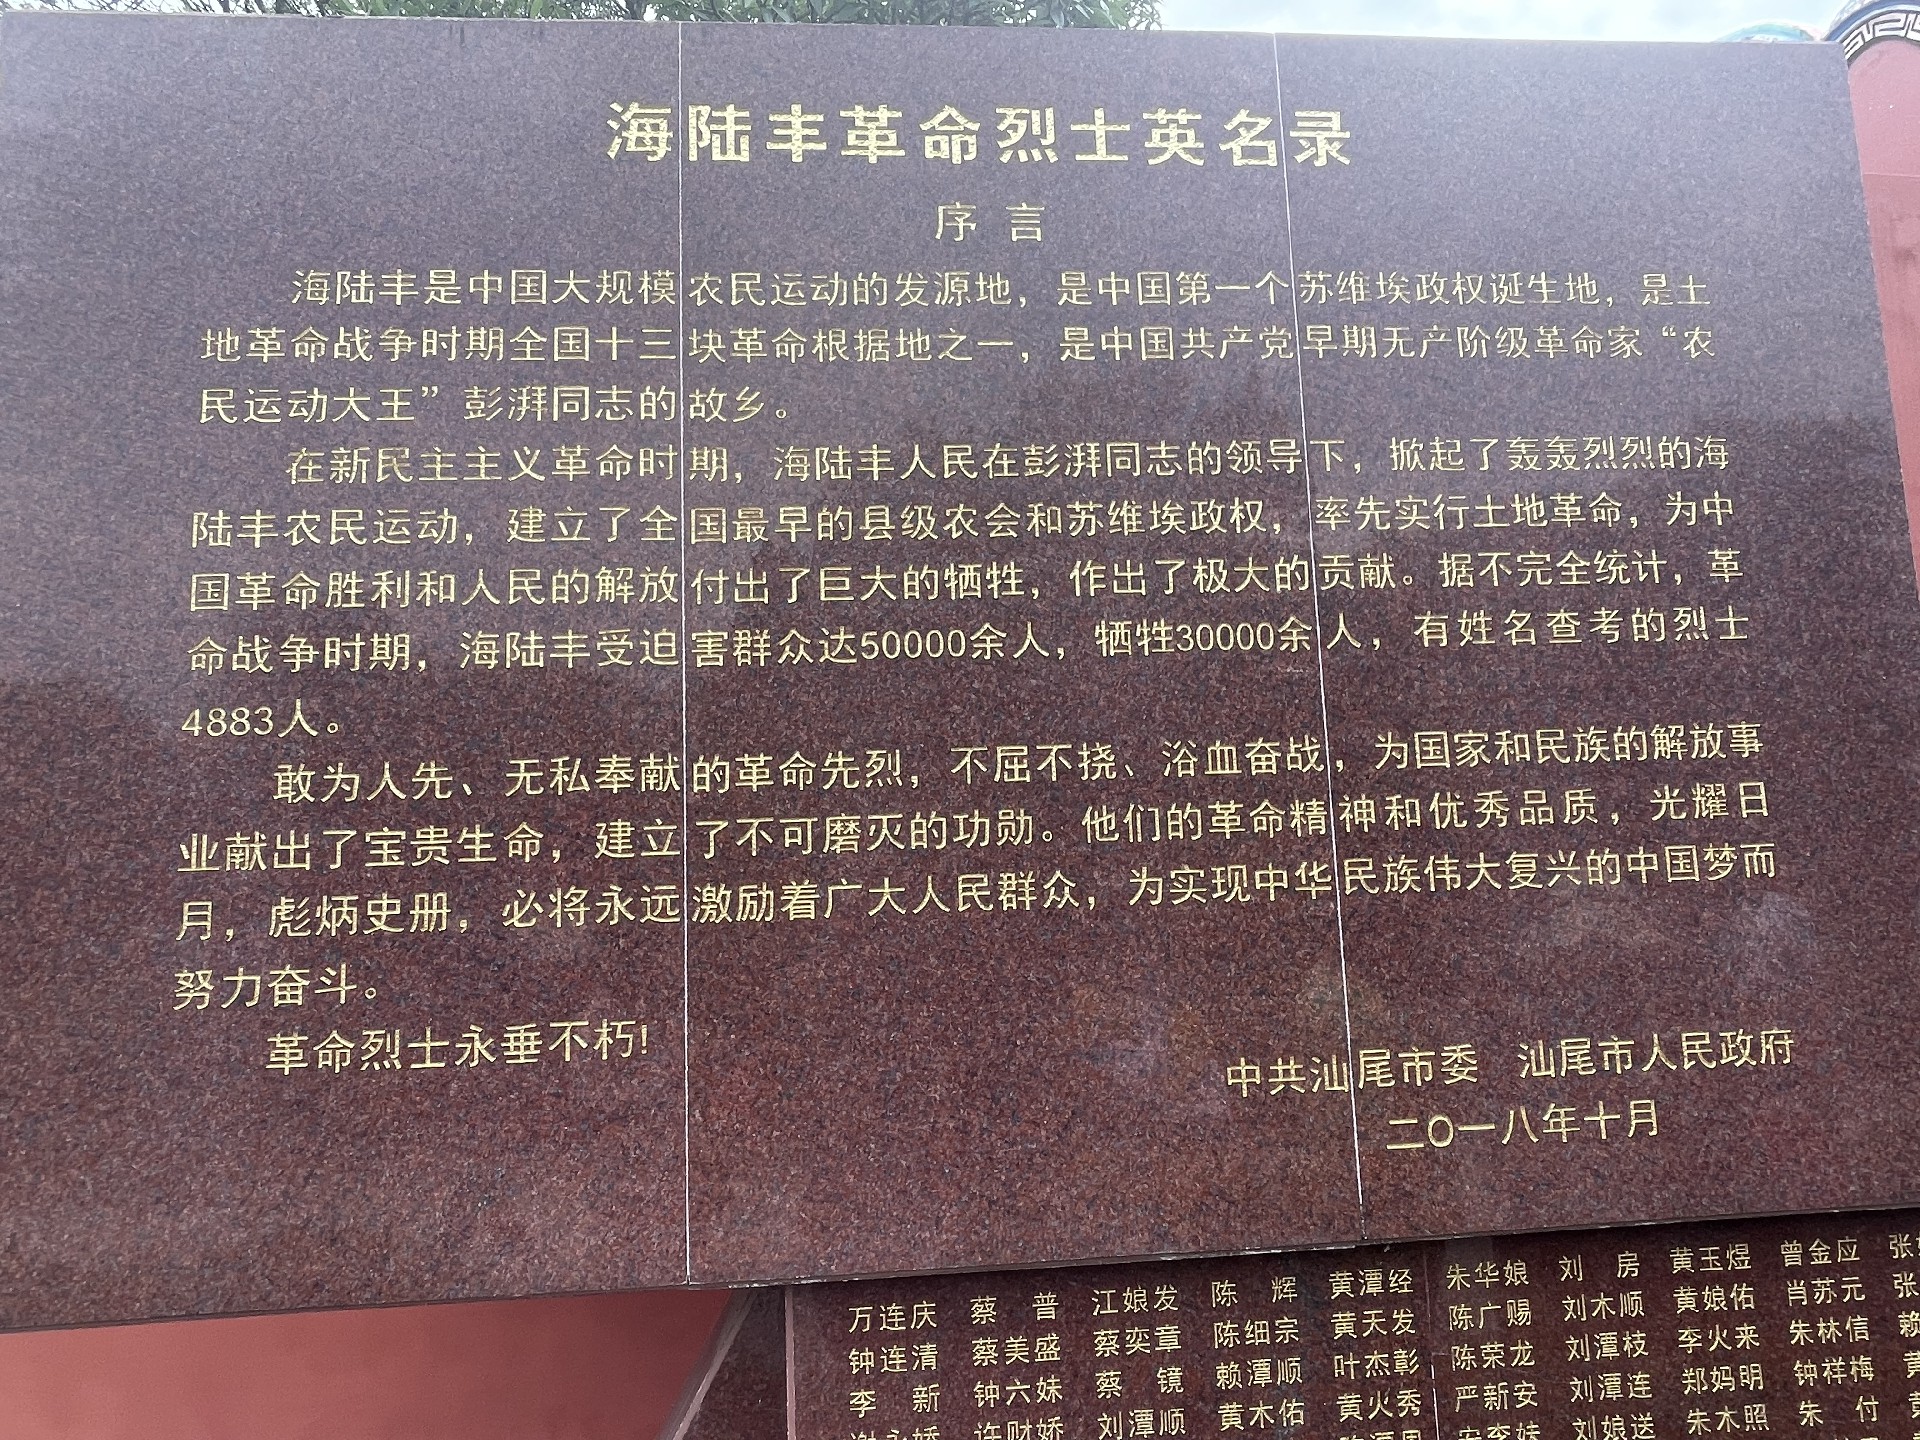 海陆丰革命烈士英名录
序言
海陆丰是中国大规模农民运动的发源地，是中国第一个苏维埃政权诞生地，是土
地革命战争时期全国十三块革命根据地之一，是中国共产党早期无产阶级革命家“农
民运动大王”彭湃同志的故乡。
在新民主主义革命时期，海陆丰人民在彭湃同志的领导下，掀起了轰轰烈烈的海
陆丰农民运动，建立了全国最早的县级农会和苏维埃政权，率先实行土地革命，为中
国革命胜利和人民的解放付出了巨大的牺牲，作出了极大的贡献。据不完全统计，革
命战争时期，海陆丰受迫害群众达50000余人，牺牲30000余人，有姓名查考的烈士
4883人。
敢为人先、无私奉献的革命先烈，不屈不挠、浴血奋战，为国家和民族的解放事
业献出了宝贵生命，建立了不可磨灭的功勋。他们的革命精神和优秀品质，光耀日
月，彪炳史册，必将永远激励着广大人民群众，为实现中华民族伟大复兴的中国梦而
努力奋斗。
革命烈士永垂不朽!
中共汕尾市委 汕尾市人民政府
二〇一八年十月
万连庆 蔡普 江娘发 陈辉 黄潭经 朱华娘 刘房 黄玉煜 曾金应 张
钟连清 蔡美盛 蔡奕章 陈细宗 黄天发 陈广赐 刘木顺 黄娘佑 肖苏元 张
李新 钟六妹 蔡镜 赖潭顺 叶杰彰 陈荣龙 刘潭枝 李火来 朱林信 赖
许财娇 刘潭顺 黄木佑 黄火秀 严新安 刘潭连 郑妈明 钟祥梅 黄
刘娘送 朱木照 朱付